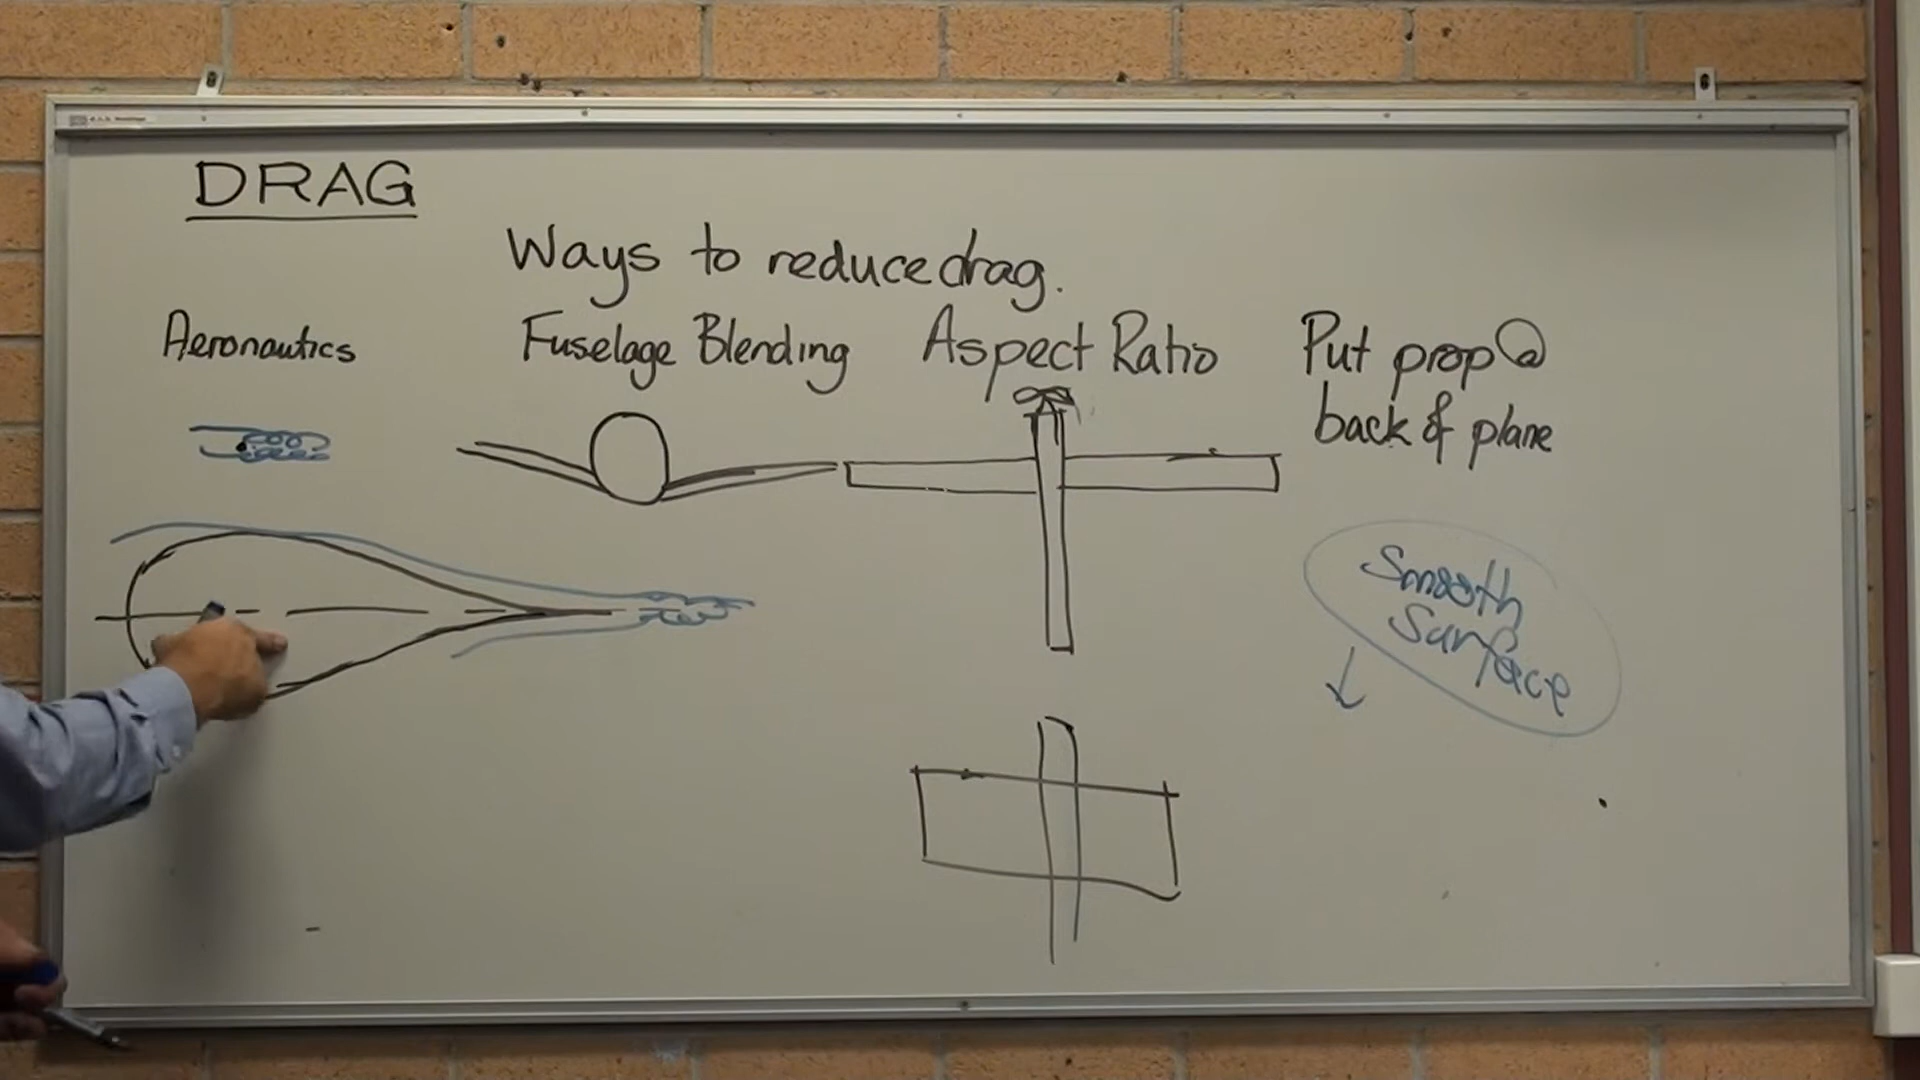 DRAG
Ways to reduce drag.
Aeronautics
Fuselage Blending
Aspect Ratio
Put prop @
back of plane
Smooth
Surface